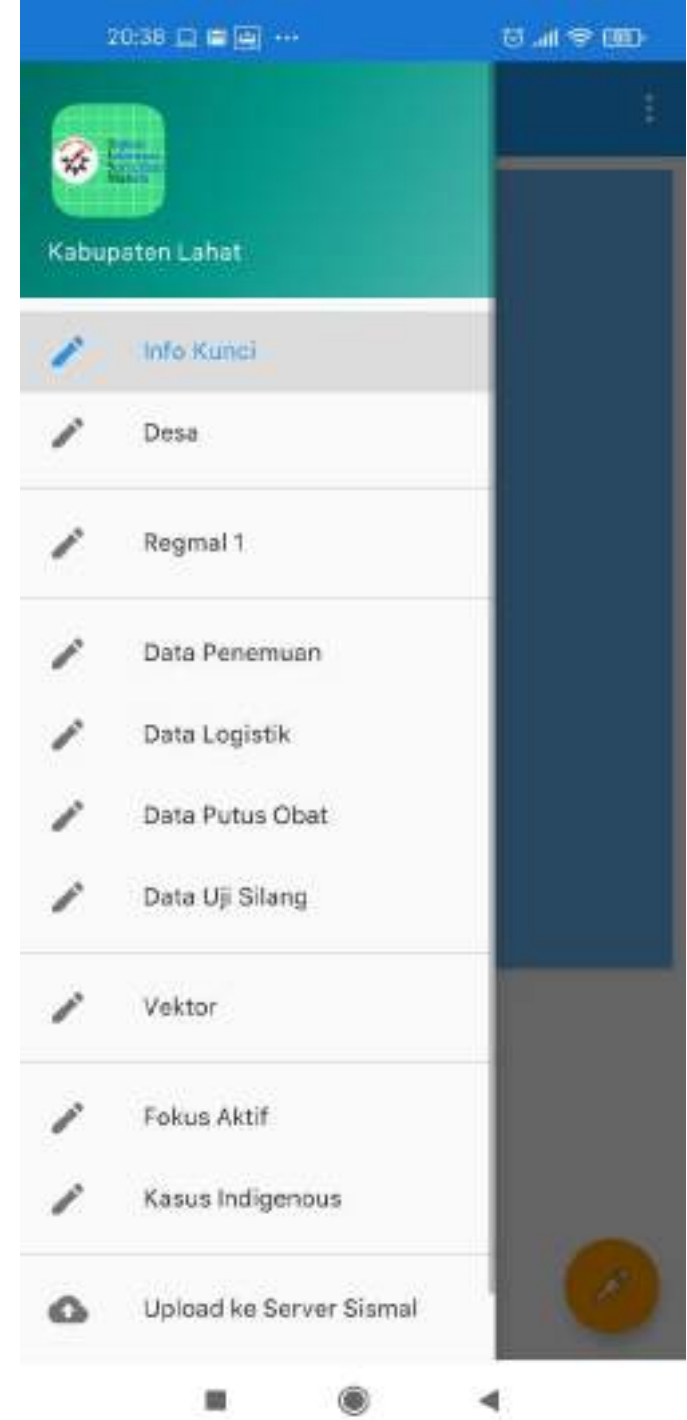 20:38
Kabupaten Lahat
Info Kunci
Desa
Regmal 1
Data Penemuan
Data Logistik
Data Putus Obat
Data Uji Silang
Vektor
Fokus Aktif
Kasus Indigenous
Upload ke Server Sismal